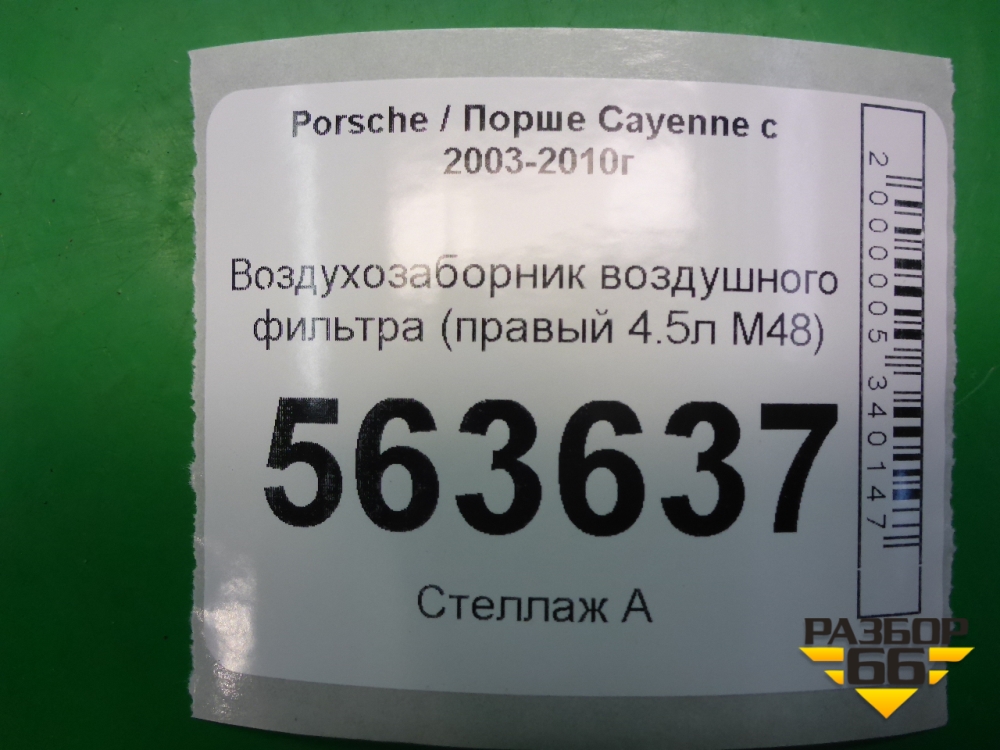 Porsche / Порше Cayenne с
2003-2010г
Воздухозаборник воздушного
фильтра (правый 4.5л M48)
563637
Стеллаж А
2000005340147
РАЗБОР
66